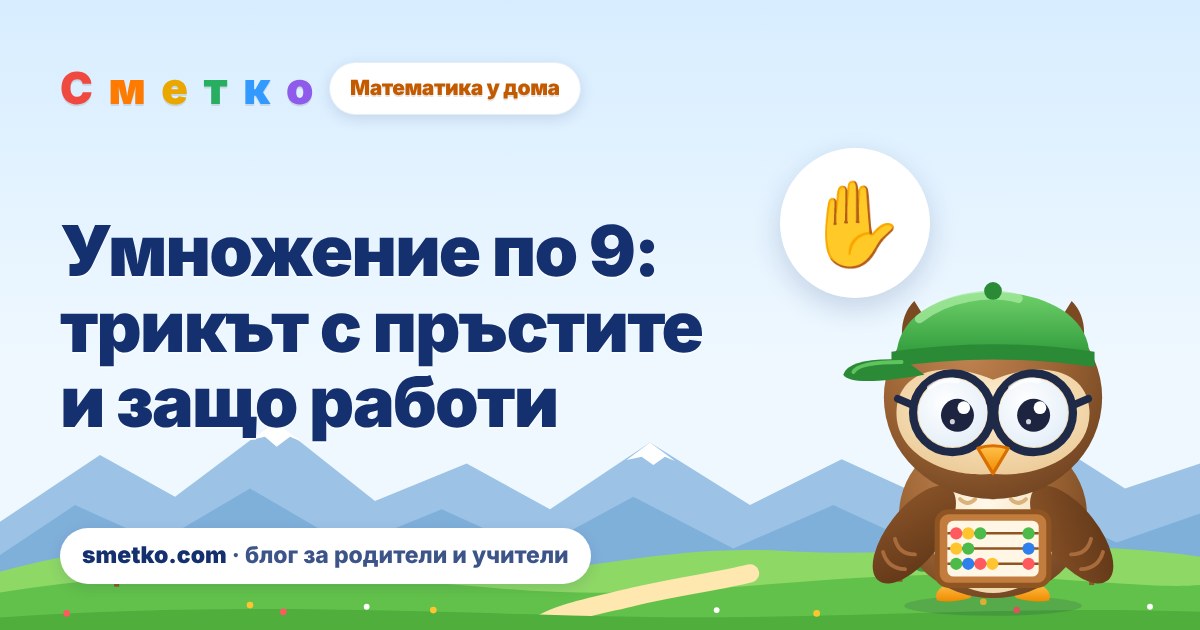 Сметко
Математика у дома
Умножение по 9:
трикът с пръстите
и защо работи
smetko.com · блог за родители и учители